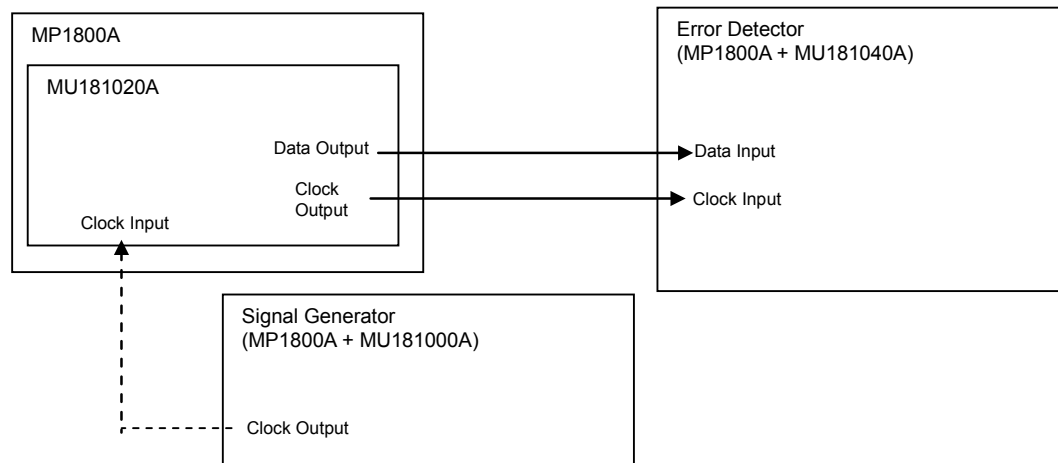 MP1800A
MU181020A
Data Output
Clock
Output
Clock Input
Error Detector
(MP1800A + MU181040A)
Data Input
Clock Input
Signal Generator
(MP1800A + MU181000A)
Clock Output